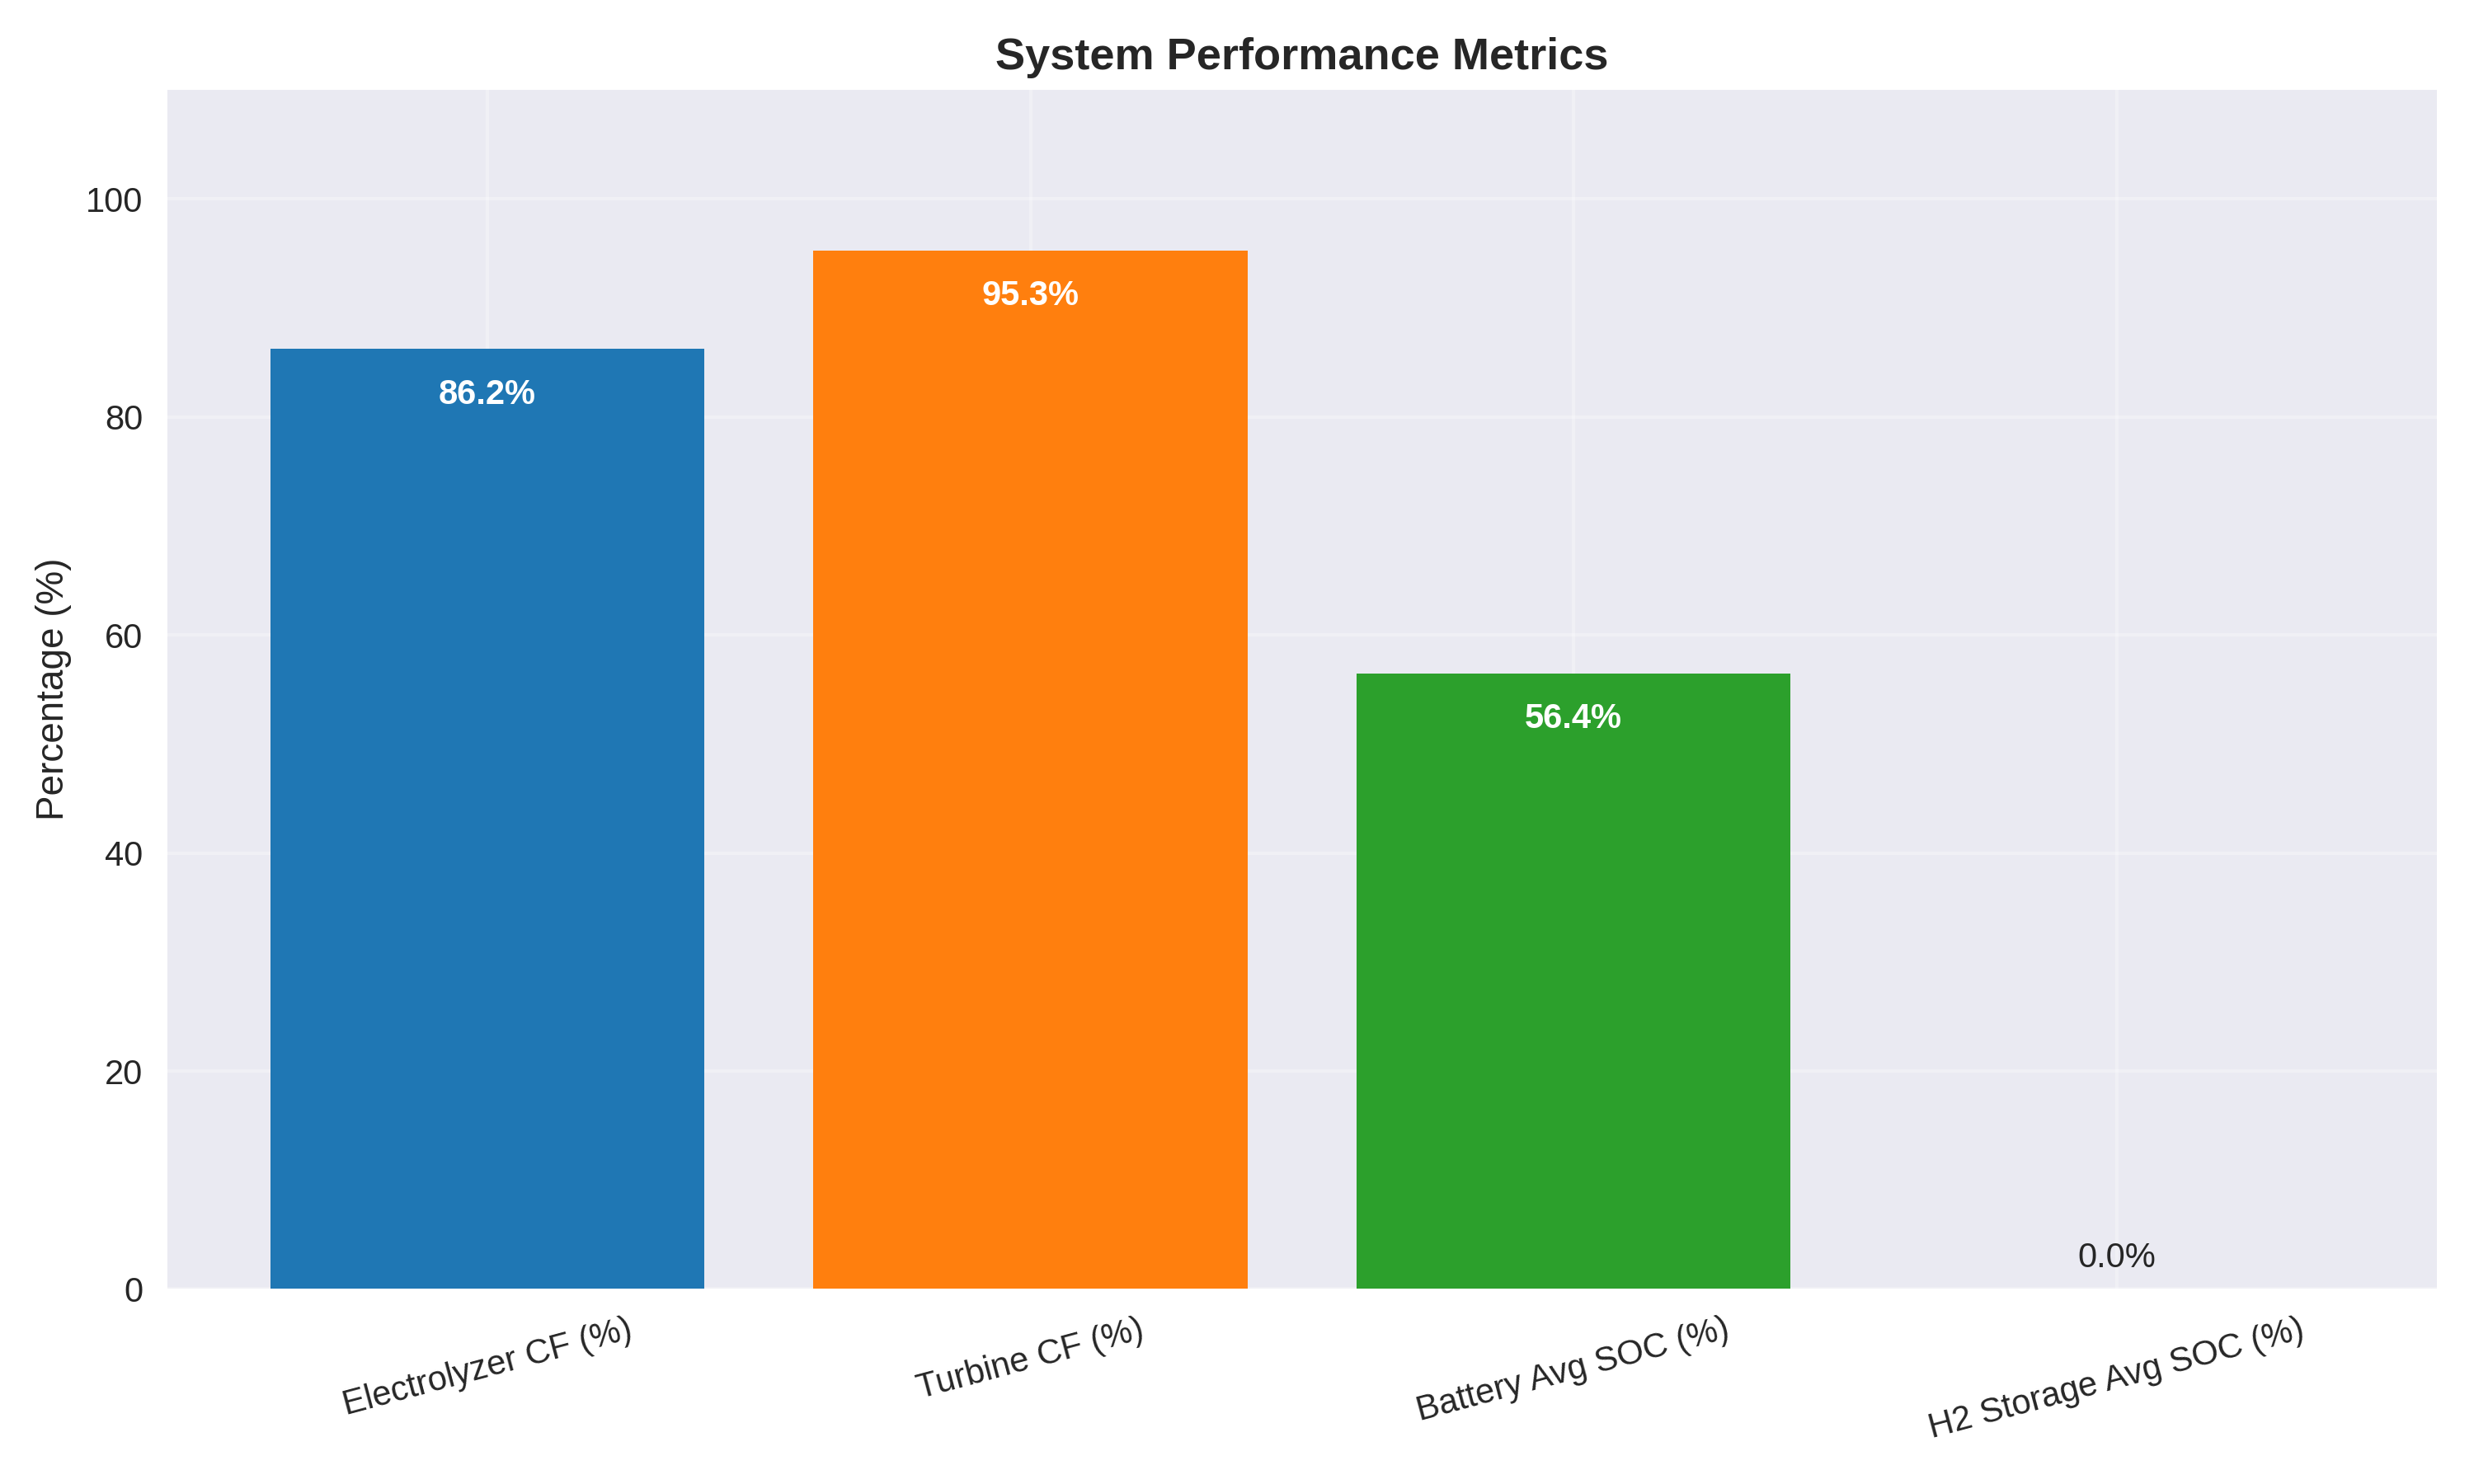 System Performance Metrics
Percentage (%)
100
80
60
40
20
0
86.2%
95.3%
56.4%
0.0%
Electrolyzer CF (%)
Turbine CF (%)
Battery Avg SOC (%)
H2 Storage Avg SOC (%)